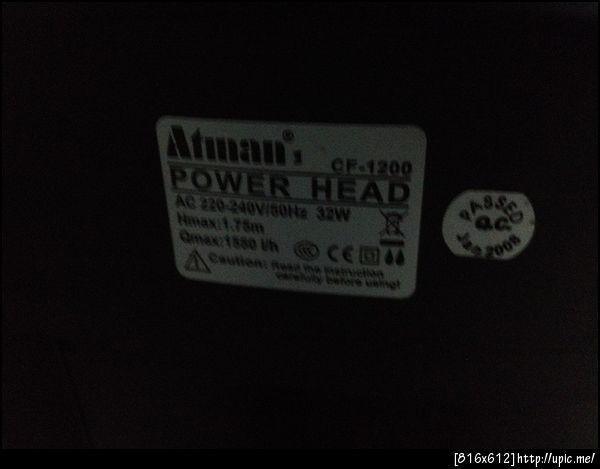 Atman®
CF-1200
POWER HEAD
AC 220-240V/50Hz 32W
Hmax:1.75m
Qmax:1550 l/h
CE
Caution: Read the instruction
carefully before using!
PASSED
Q.C.
Jan 2008
[816x612]http://upic.me/